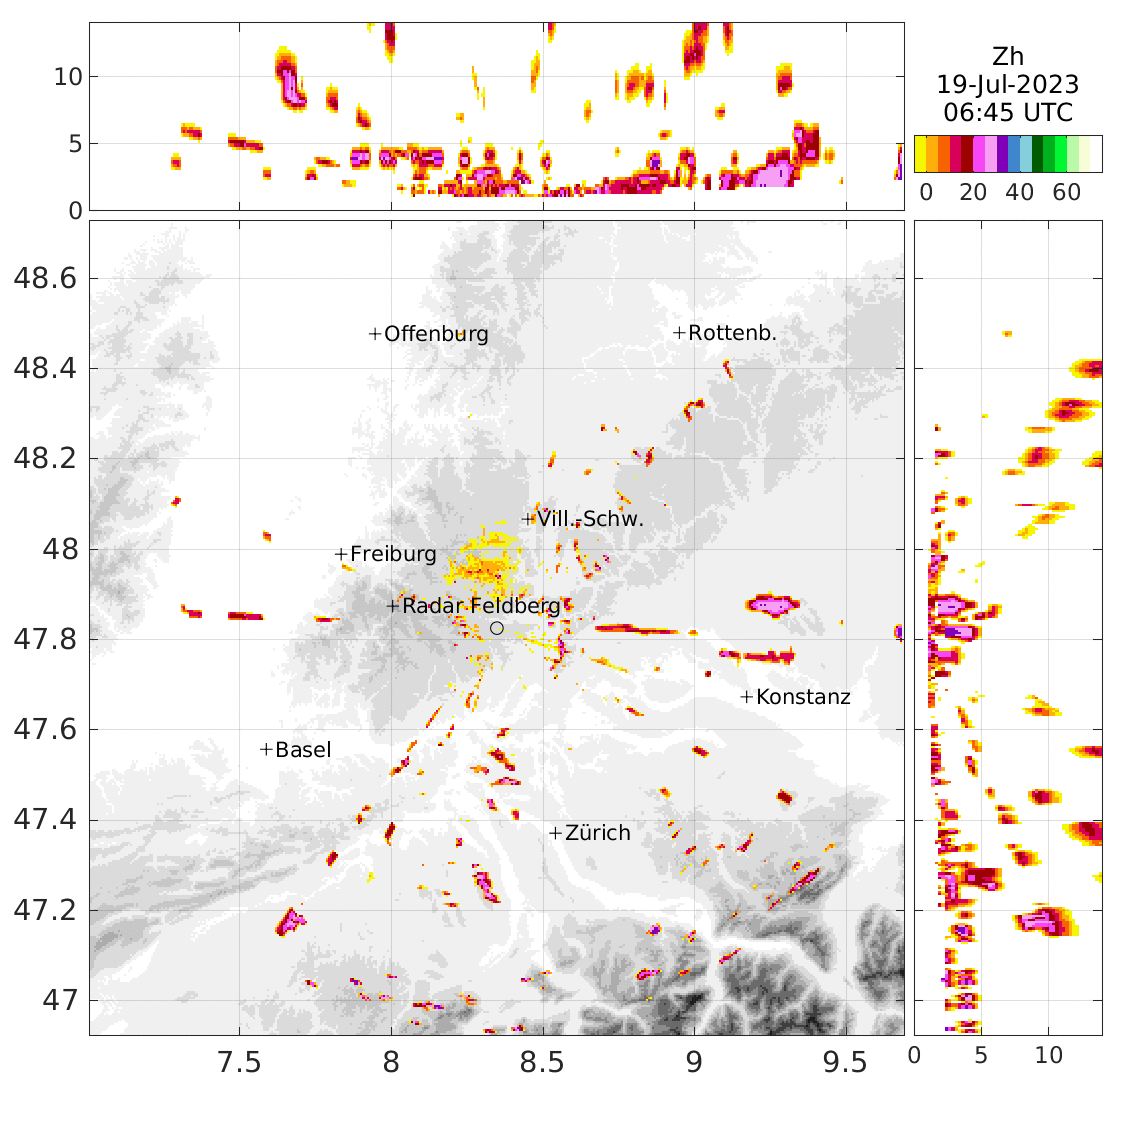 Zh
19-Jul-2023
06:45 UTC
0 20 40 60
10
5
0
48.6
48.4
48.2
48
47.8
47.6
47.4
47.2
47
+Offenburg
+Rottenb.
+Vill.-Schw.
+Freiburg
+Radar Feldberg
+Konstanz
+Basel
+Zürich
7.5 8 8.5 9 9.5
0 5 10